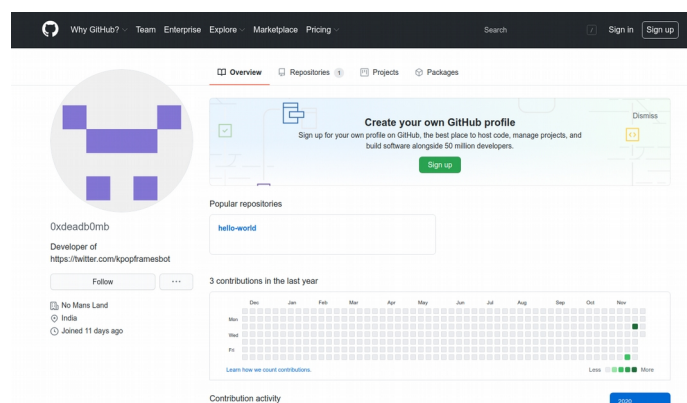 Why GitHub? Team Enterprise Explore Marketplace Pricing Search / Sign in Sign up
Overview Repositories 1 Projects Packages
Create your own GitHub profile
Dismiss
Sign up for your own profile on GitHub, the best place to host code, manage projects, and
build software alongside 50 million developers.
Sign up
Popular repositories
hello-world
0xdeadb0mb
Developer of
https://twitter.com/kpopframesbot
Follow ...
No Mans Land
India
Joined 11 days ago
3 contributions in the last year
Dec Jan Feb Mar Apr May Jun Jul Aug Sep Oct Nov
Mon
Wed
Fri
Learn how we count contributions.
Less More
Contribution activity
2020